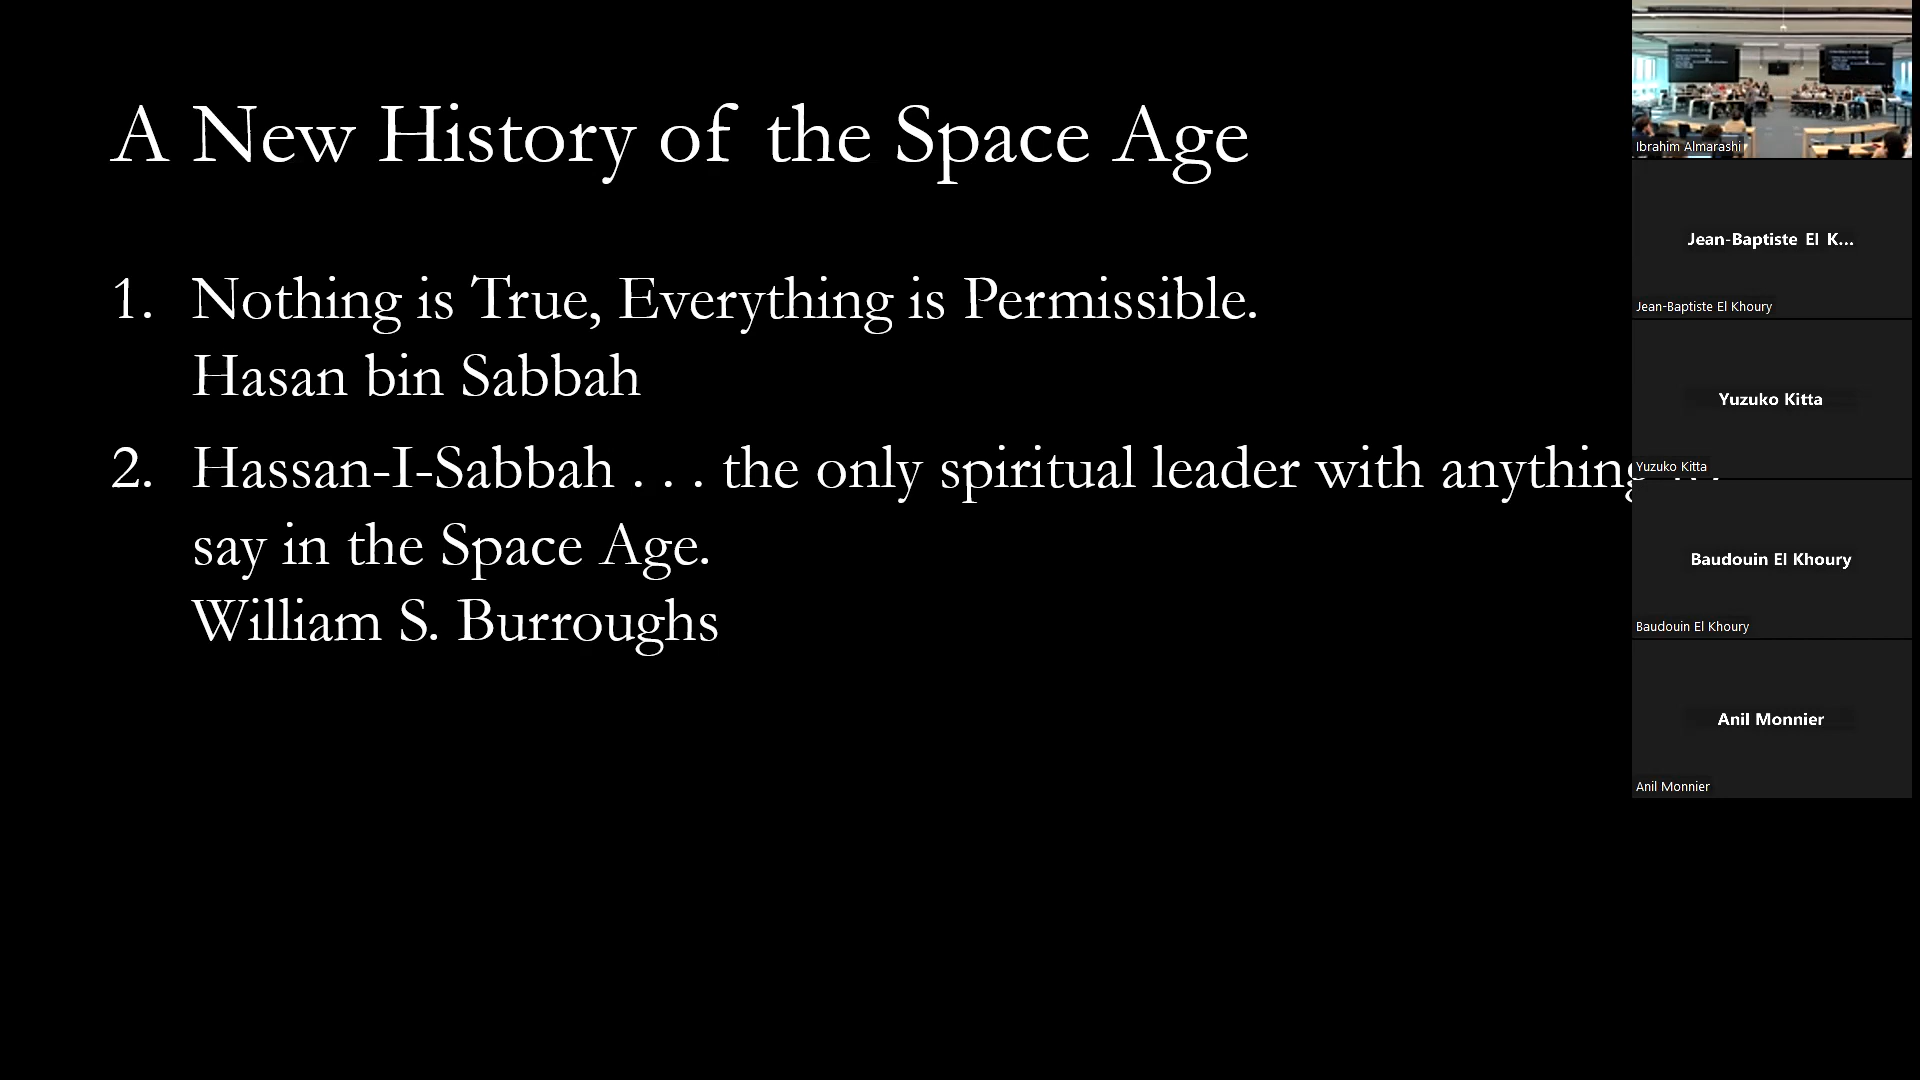 A New History of the Space Age
1. Nothing is True, Everything is Permissible.
Hasan bin Sabbah
2. Hassan-I-Sabbah . . . the only spiritual leader with anything
say in the Space Age.
William S. Burroughs
Ibrahim Almarashi
Jean-Baptiste El K...
Jean-Baptiste El Khoury
Yuzuko Kitta
Yuzuko Kitta
Baudouin El Khoury
Baudouin El Khoury
Anil Monnier
Anil Monnier